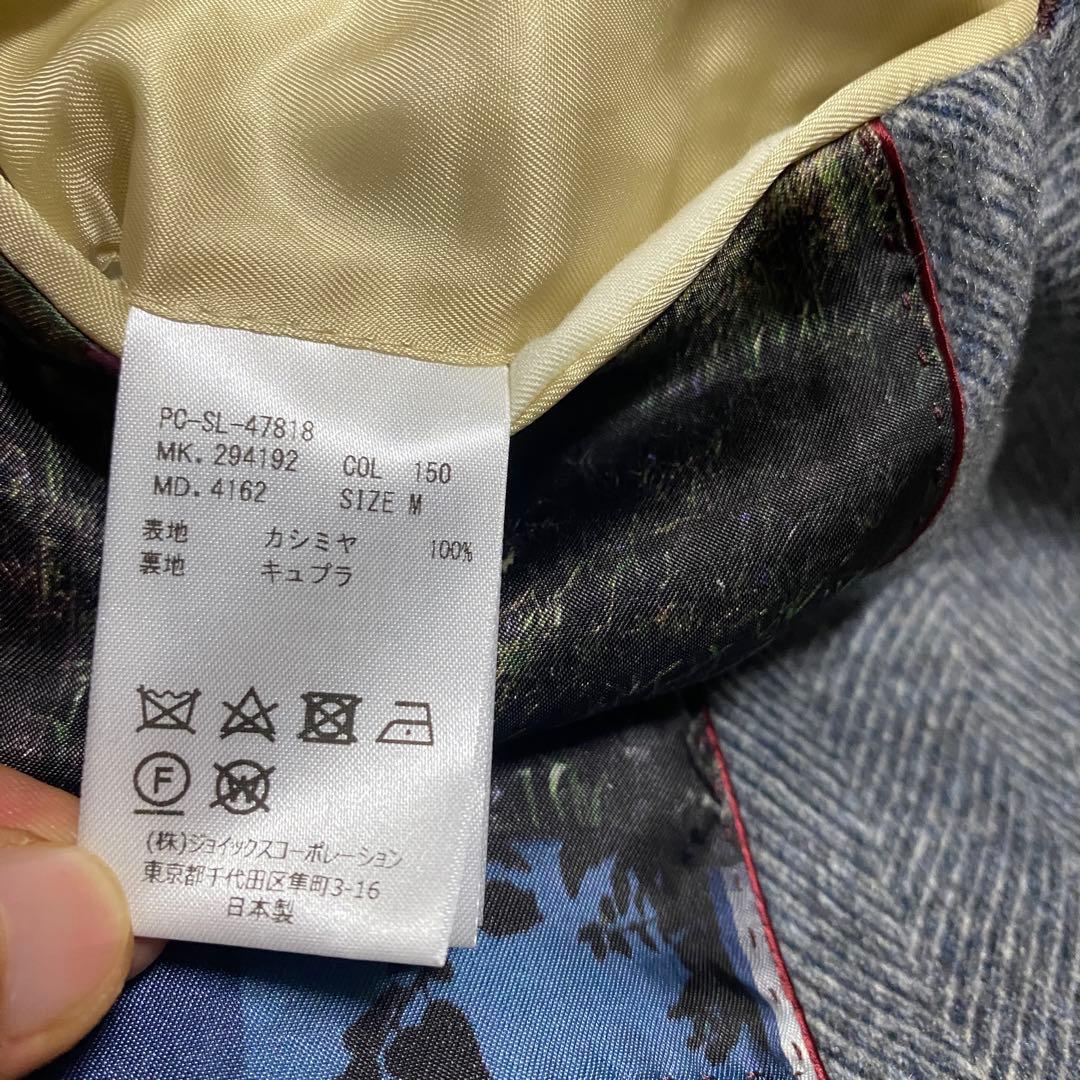 PC-SL-47818
MK. 294192 COL 150
MD. 4162 SIZE M
表地 カシミヤ 100%
裏地 キュプラ
F
W
(株)ジョイックスコーポレーション
東京都千代田区隼町3-16
日本製